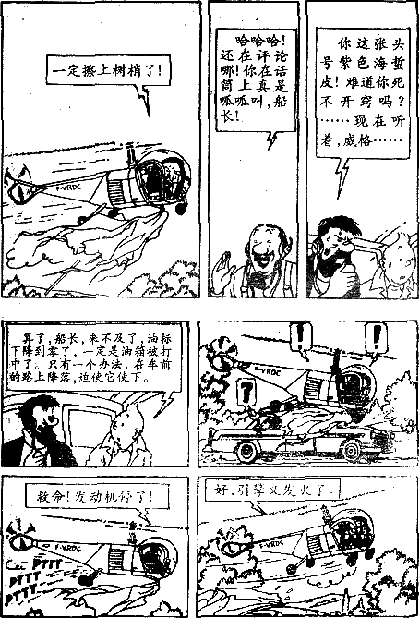 一定擦上树梢了！
哈哈哈！
还在评论
哪！你在话
筒上真是
呱呱叫，船
长！
你这张头
号紫色海蜇
皮！难道你死
不开窍吗？
……现在听
着，威格……
F-VRDC
算了，船长，来不及了，油标
下降到零了。一定是油箱被打
中了。只有一个办法。在车前
的路上降落，迫使它停下。
!
!
?
F-VRDC
救命！发动机停了！
F-VRDC
PTTT
PTTT
PTTT
好，引擎又发火了。
F-VRDC